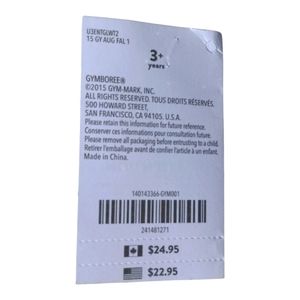 U3ENTGLWT2
15 GY AUG FAL 1
3+
years
GYMBOREE®
©2015 GYM-MARK, INC.
ALL RIGHTS RESERVED. TOUS DROITS RÉSERVÉS.
500 HOWARD STREET,
SAN FRANCISCO, CA 94105. U.S.A.
Please retain this information for future reference.
Conserver ces informations pour consultation future.
Please remove all packaging before entrusting to a child.
Retirer l'emballage avant de confier l'article à un enfant.
Made in China.
140143366-GYM001
241481271
$24.95
$22.95